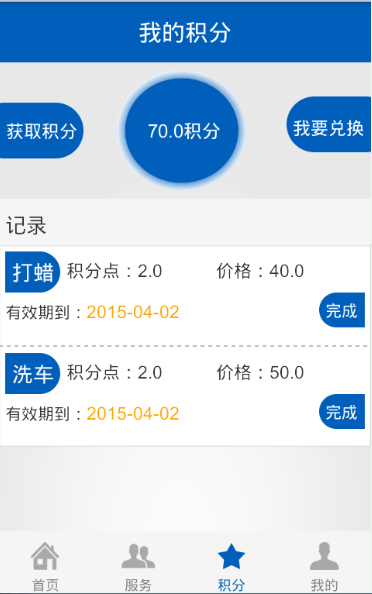 我的积分
获取积分
70.0积分
我要兑换
记录
打蜡 积分点：2.0 价格：40.0
有效期到：2015-04-02 完成
洗车 积分点：2.0 价格：50.0
有效期到：2015-04-02 完成
首页 服务 积分 我的